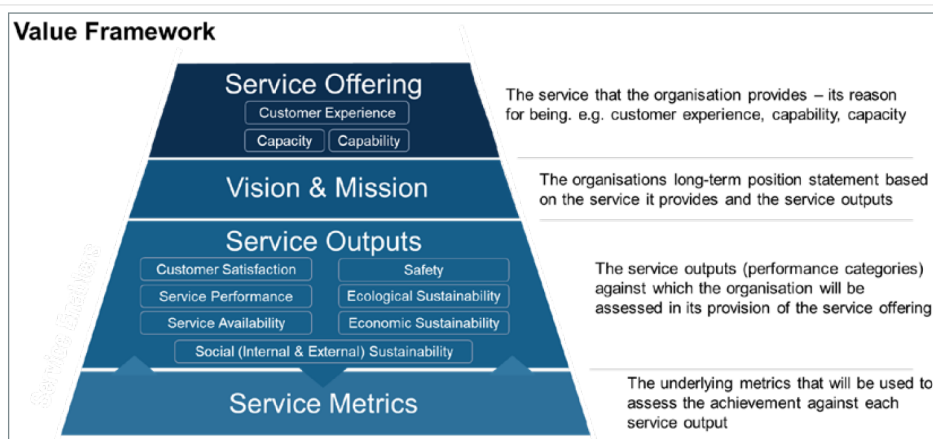 Value Framework
Service Offering
Customer Experience
Capacity
Capability
The service that the organisation provides – its reason
for being. e.g. customer experience, capability, capacity
Vision & Mission
The organisations long-term position statement based
on the service it provides and the service outputs
Service Outputs
Customer Satisfaction
Safety
Service Performance
Ecological Sustainability
Service Availability
Economic Sustainability
Social (Internal & External) Sustainability
The service outputs (performance categories)
against which the organisation will be
assessed in its provision of the service offering
Service Metrics
The underlying metrics that will be used to
assess the achievement against each
service output